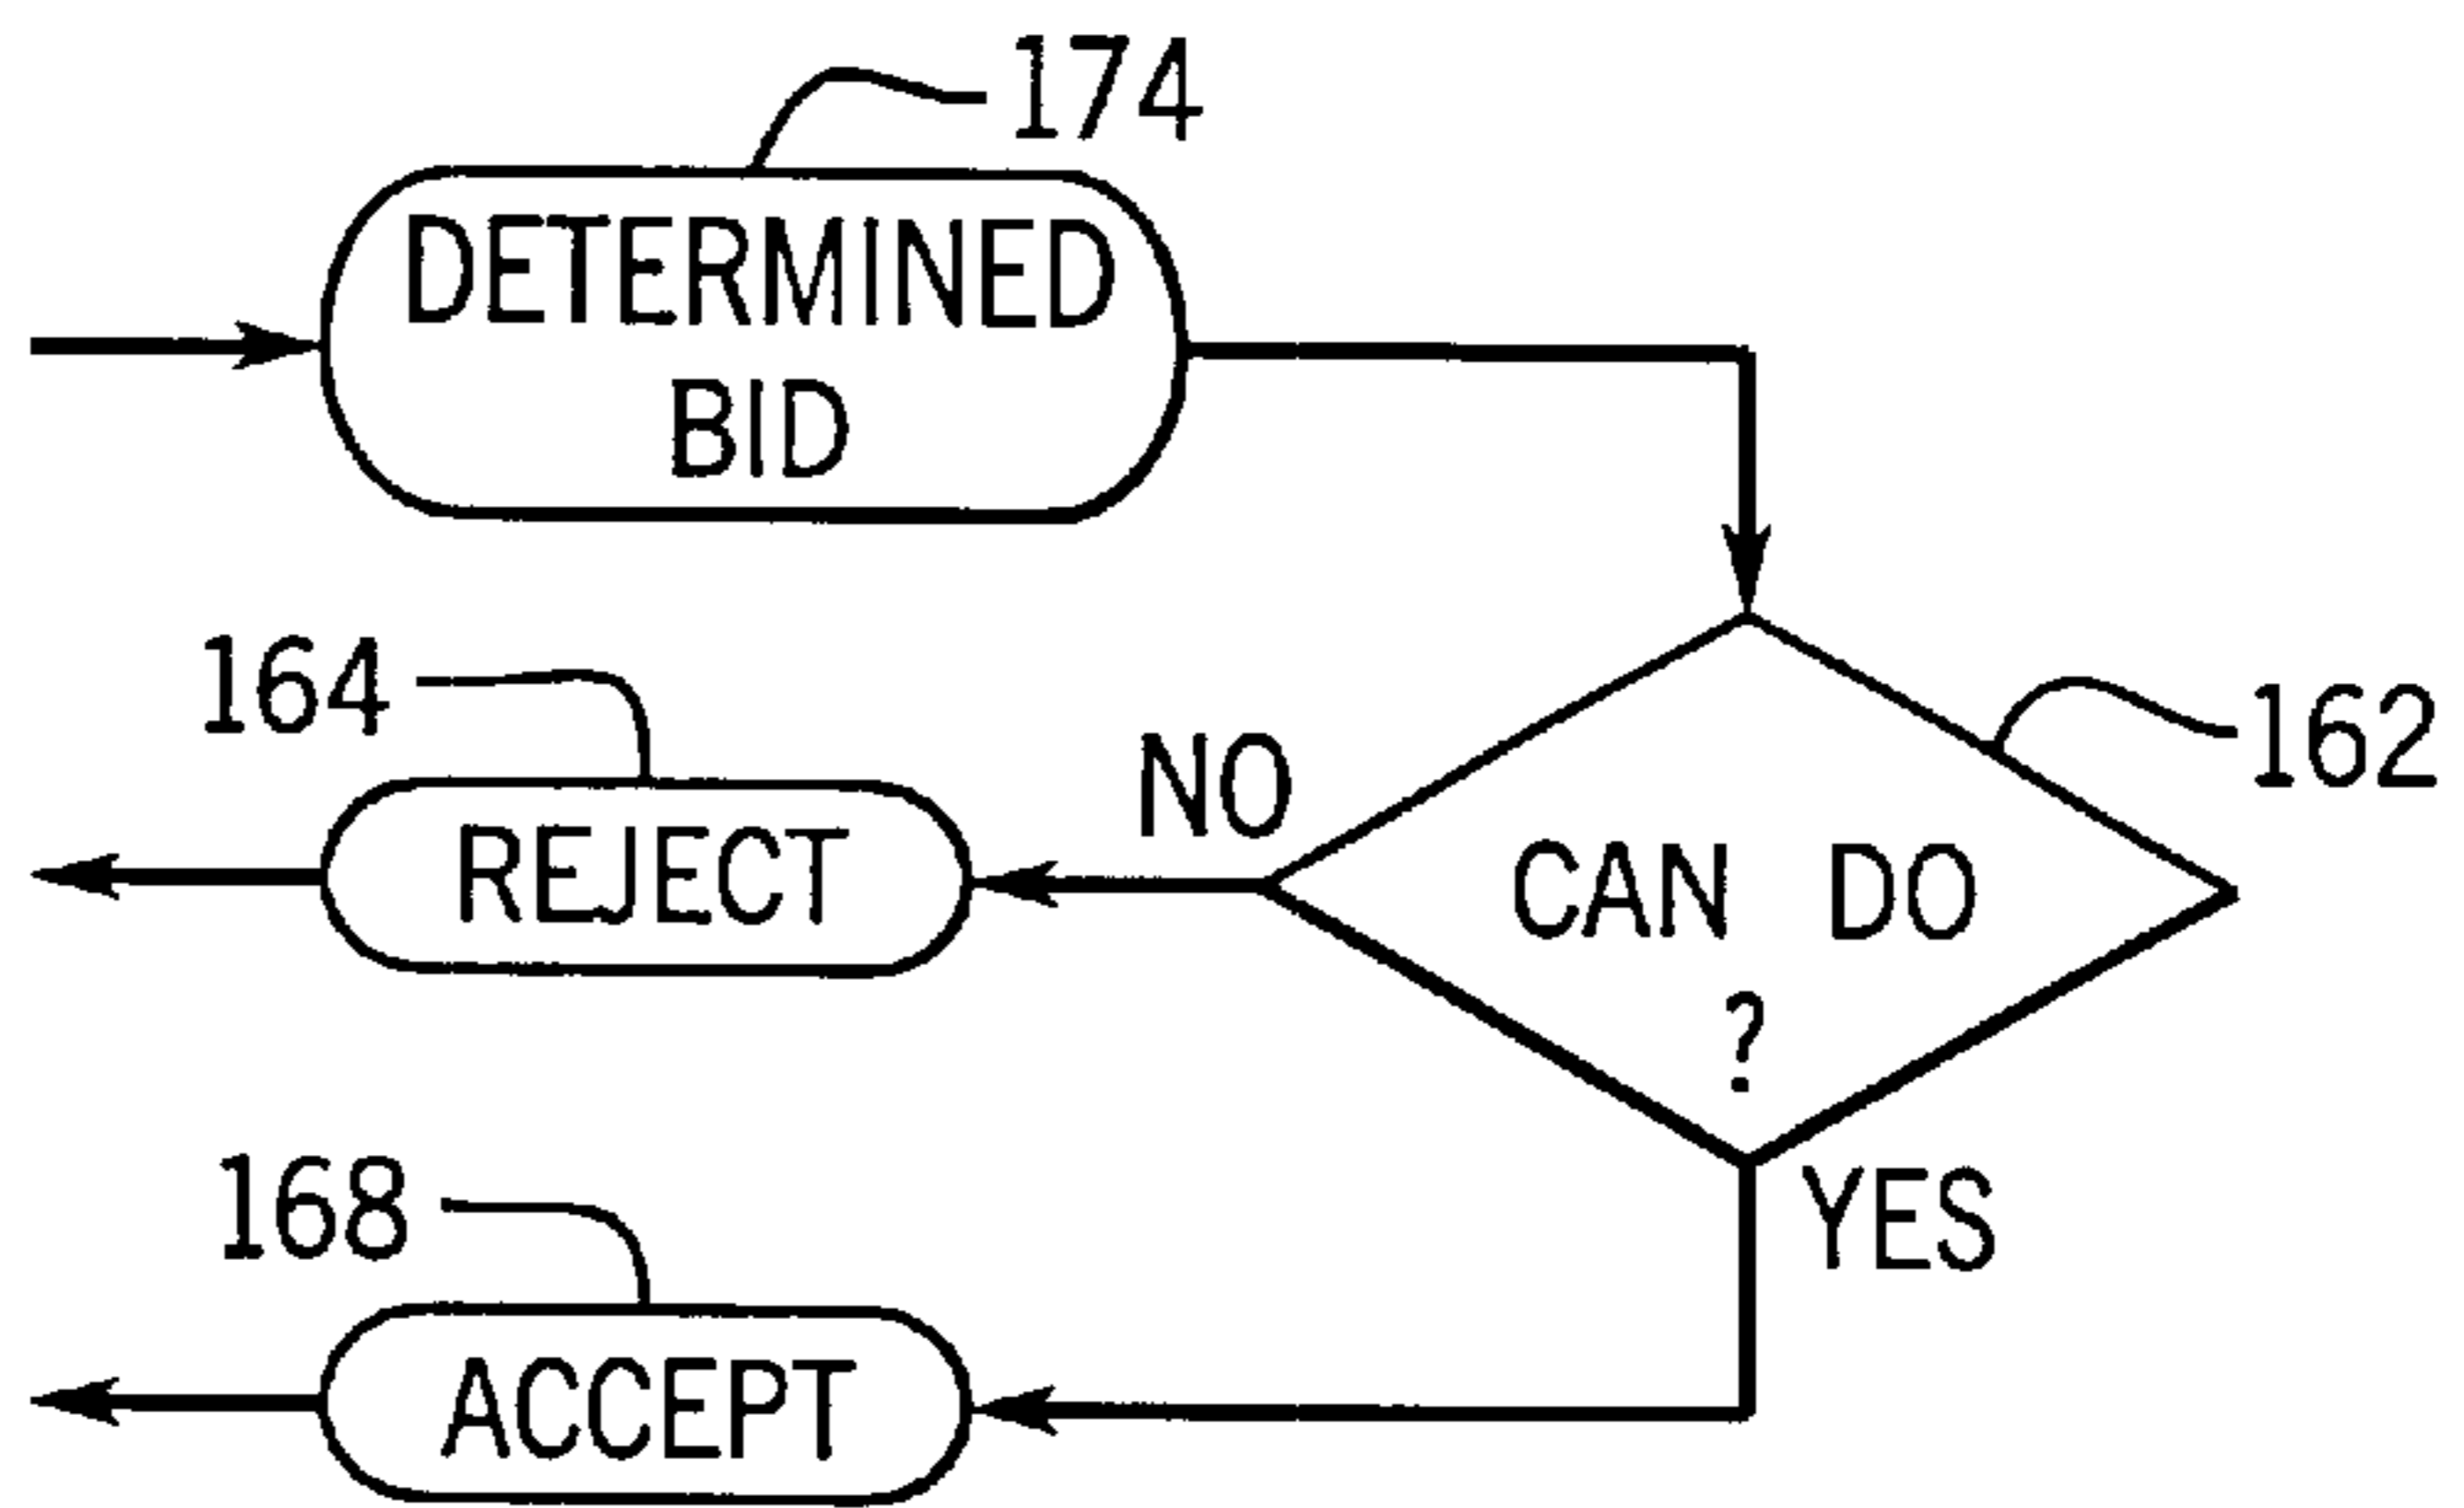 174
DETERMINED
BID
164
162
NO
REJECT
CAN DO
?
168
YES
ACCEPT